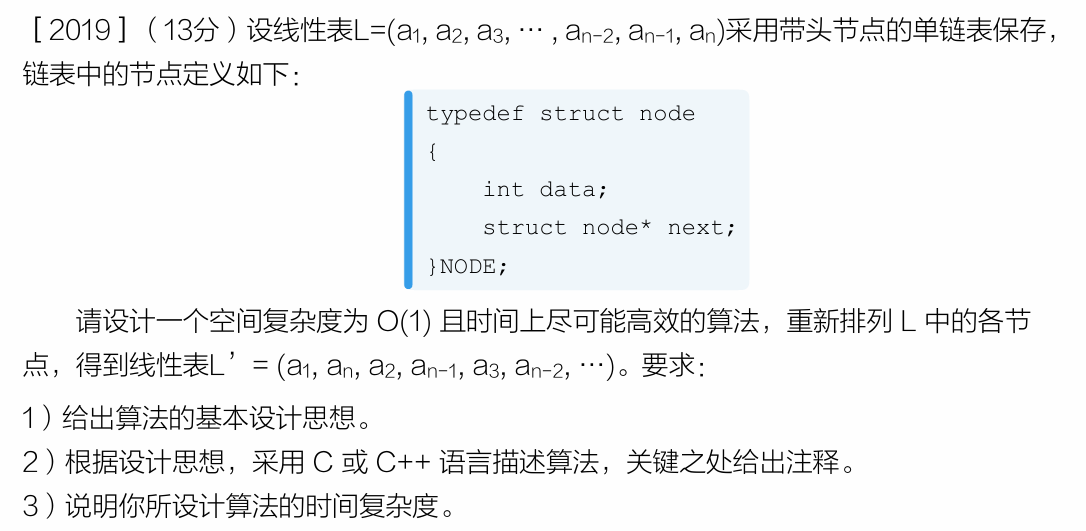 ［2019］（13分）设线性表L=(a₁, a₂, a₃, … , aₙ₋₂, aₙ₋₁, aₙ)采用带头节点的单链表保存，
链表中的节点定义如下：
typedef struct node
{
    int data;
    struct node* next;
}NODE;
请设计一个空间复杂度为 O(1) 且时间上尽可能高效的算法，重新排列 L 中的各节
点，得到线性表L’ = (a₁, aₙ, a₂, aₙ₋₁, a₃, aₙ₋₂, …)。要求：
1）给出算法的基本设计思想。
2）根据设计思想，采用 C 或 C++ 语言描述算法，关键之处给出注释。
3）说明你所设计算法的时间复杂度。